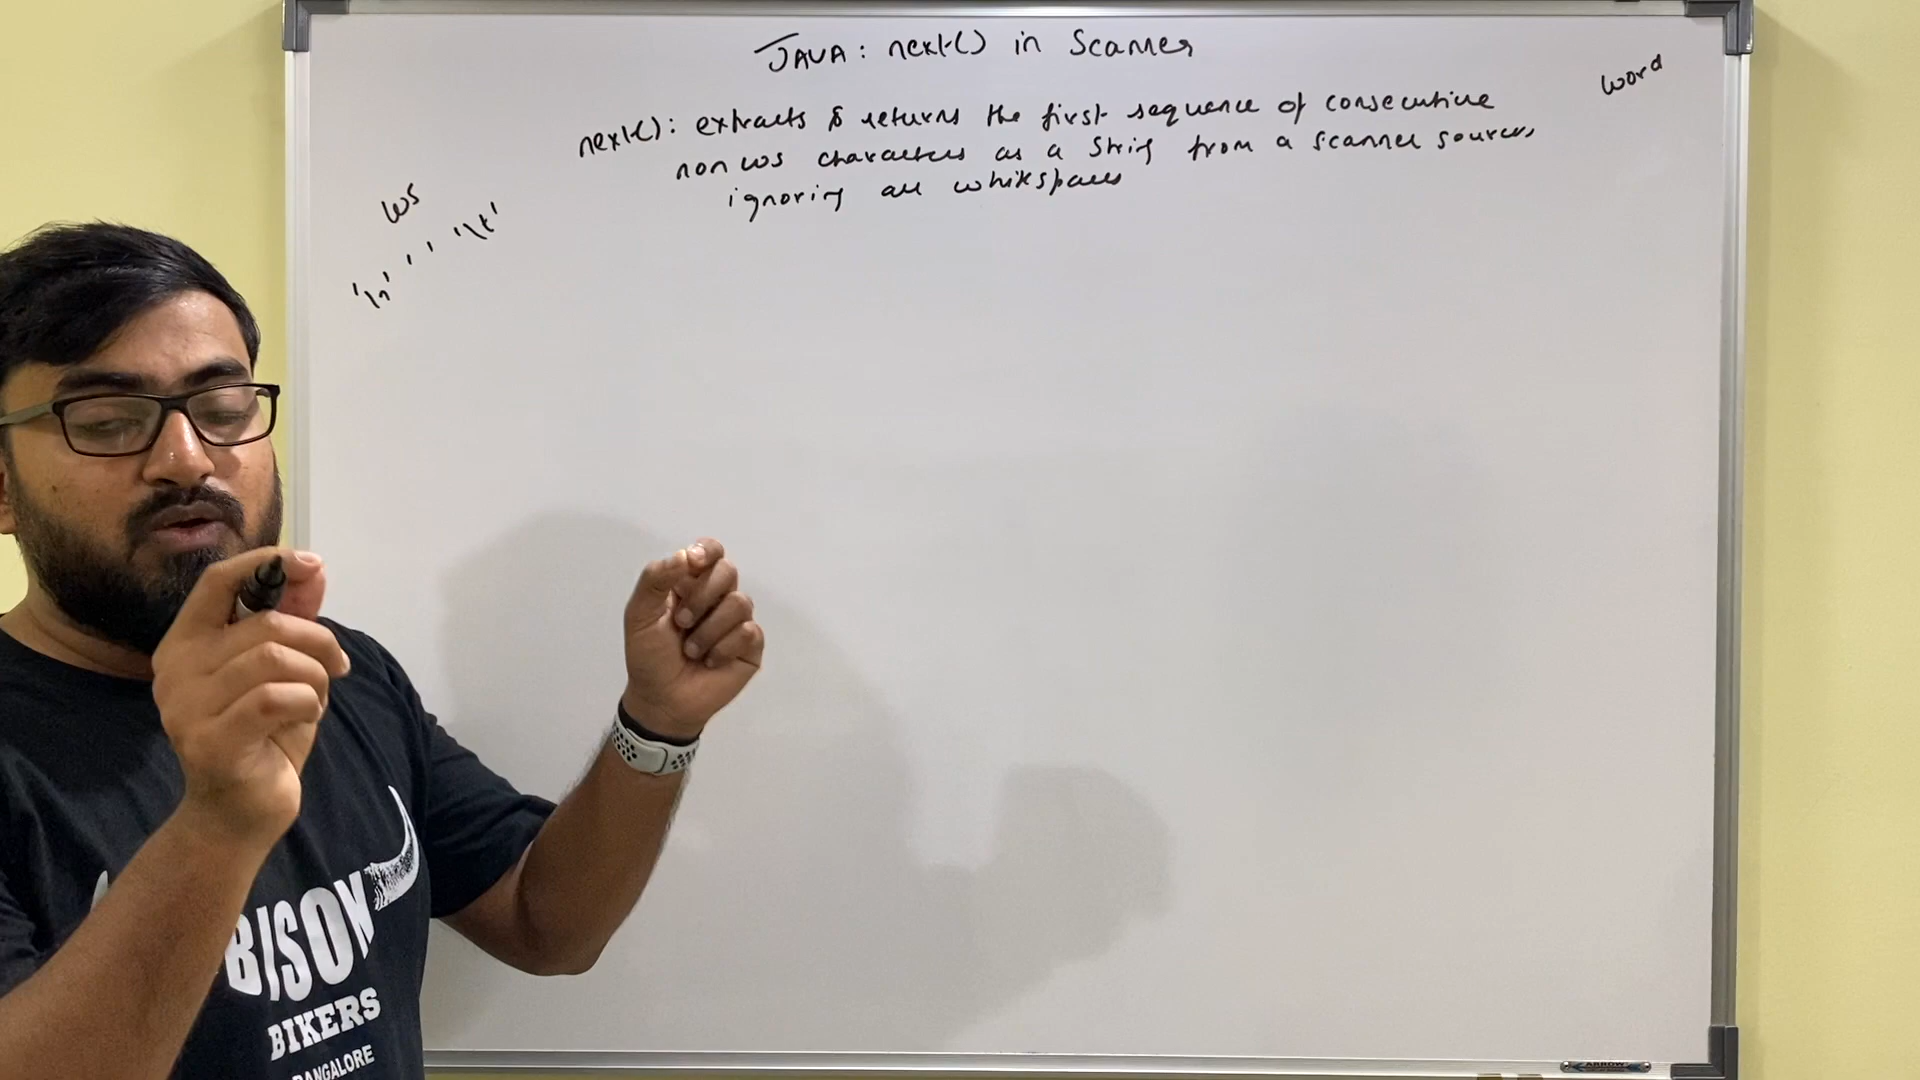 JAVA: next() in Scanner
word
next(): extracts & returns the first sequence of consecutive
non ws characters as a String from a scanner source,
ignoring all whitespaces
ws
'\n' ' ' '\t'
BISON
BIKERS
BANGALORE
ARROW